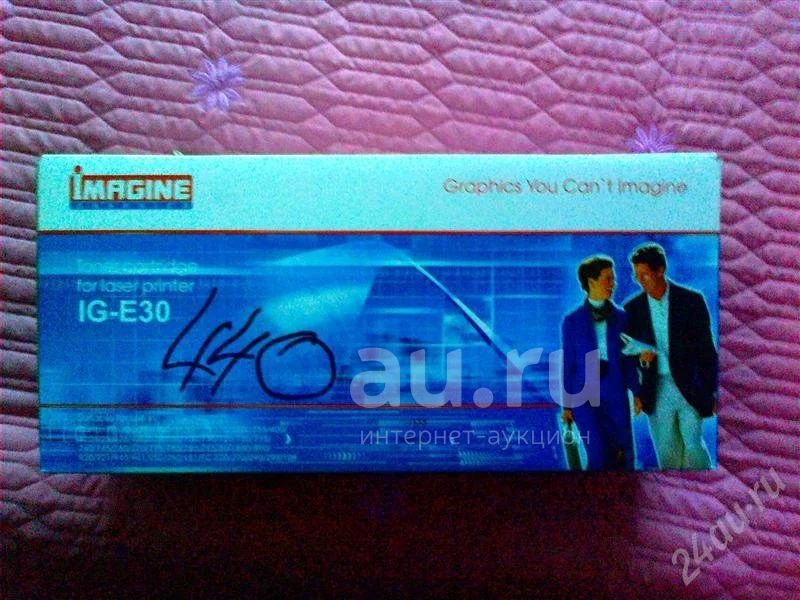 imagine
Graphics You Can't Imagine
Toner cartridge
for laser printer
IG-E30
440
au.ru
интернет-аукцион
24au.ru